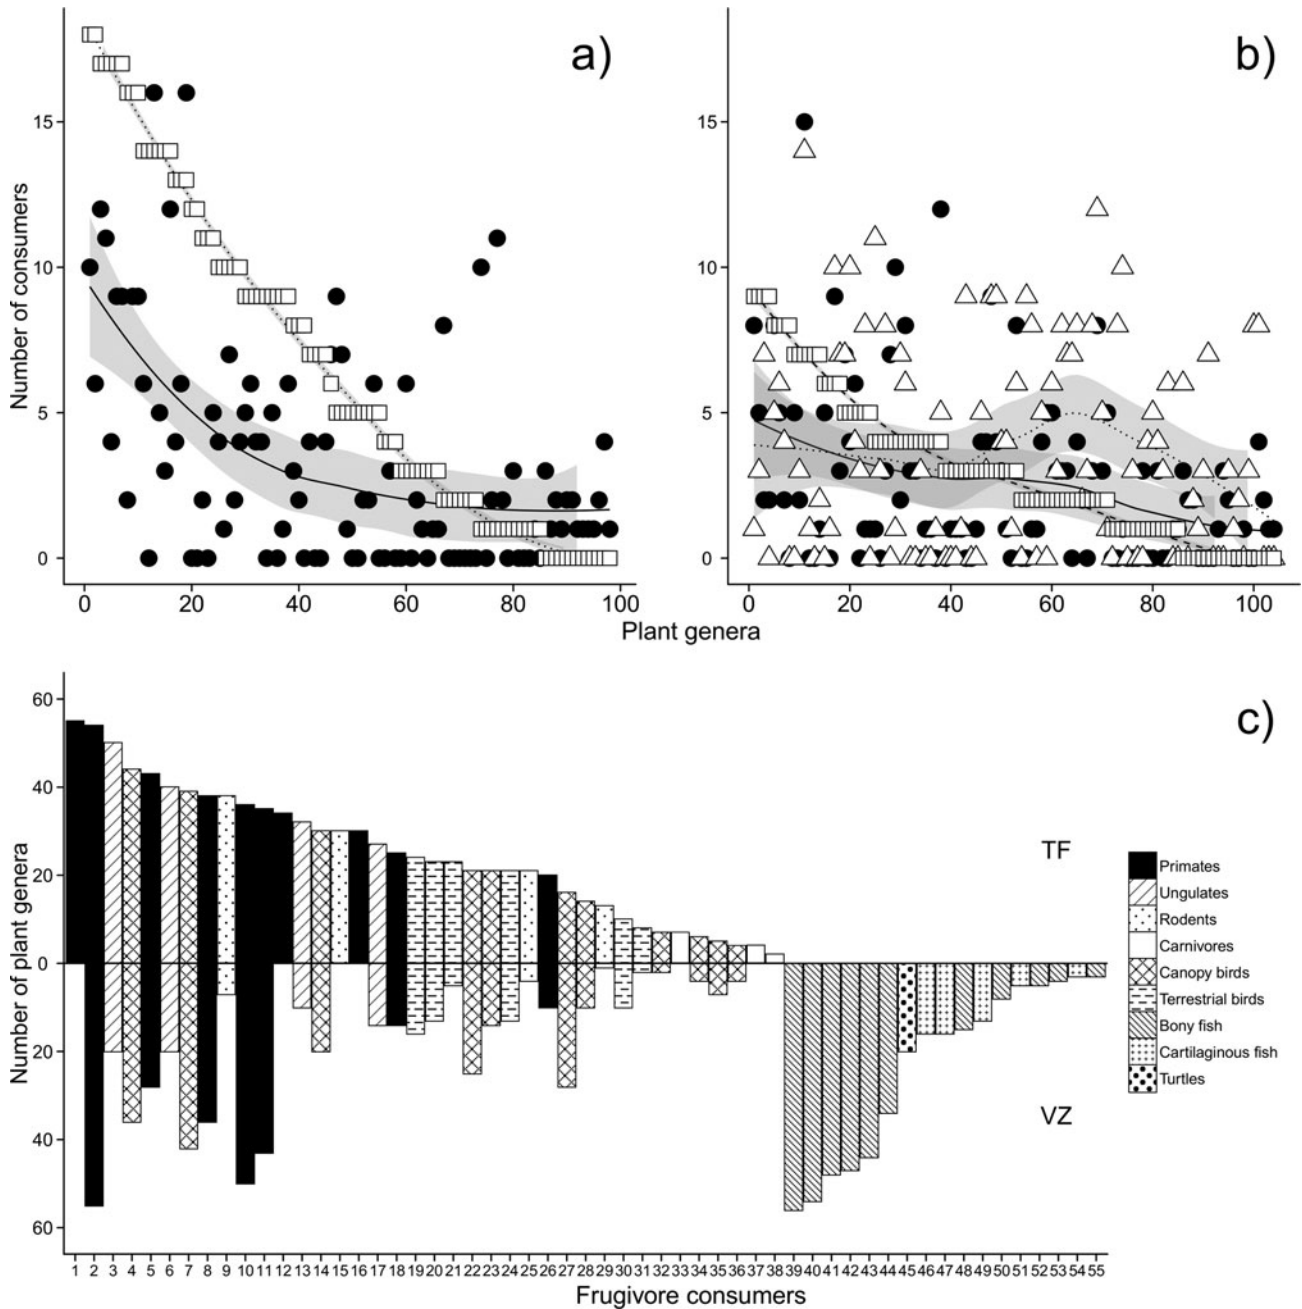 a)
b)
15
10
5
0
Number of consumers
0 20 40 60 80 100
15
10
5
0
0 20 40 60 80 100
Plant genera
c)
60
40
20
0
20
40
60
Number of plant genera
TF
VZ
Primates
Ungulates
Rodents
Carnivores
Canopy birds
Terrestrial birds
Bony fish
Cartilaginous fish
Turtles
1 2 3 4 5 6 7 8 9 10 11 12 13 14 15 16 17 18 19 20 21 22 23 24 25 26 27 28 29 30 31 32 33 34 35 36 37 38 39 40 41 42 43 44 45 46 47 48 49 50 51 52 53 54 55
Frugivore consumers